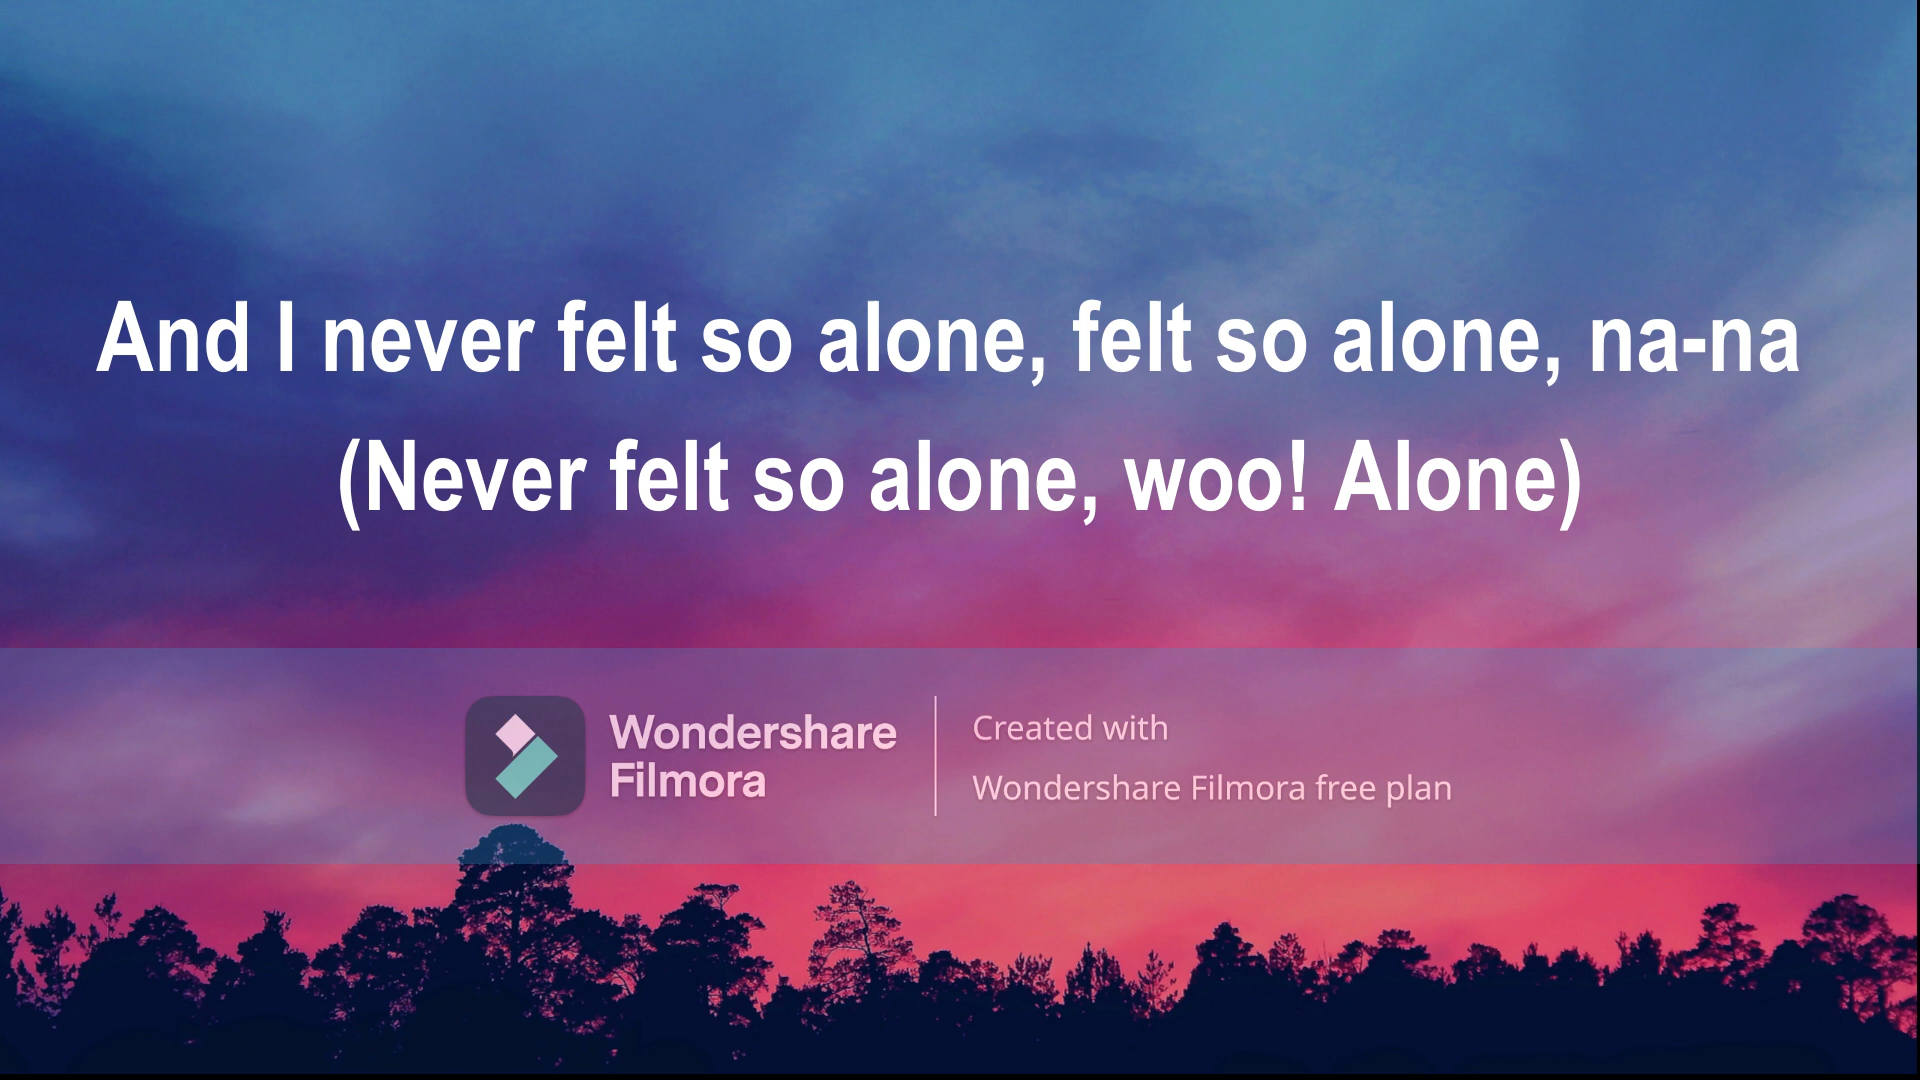 And I never felt so alone, felt so alone, na-na
(Never felt so alone, woo! Alone)
Wondershare
Filmora
Created with
Wondershare Filmora free plan